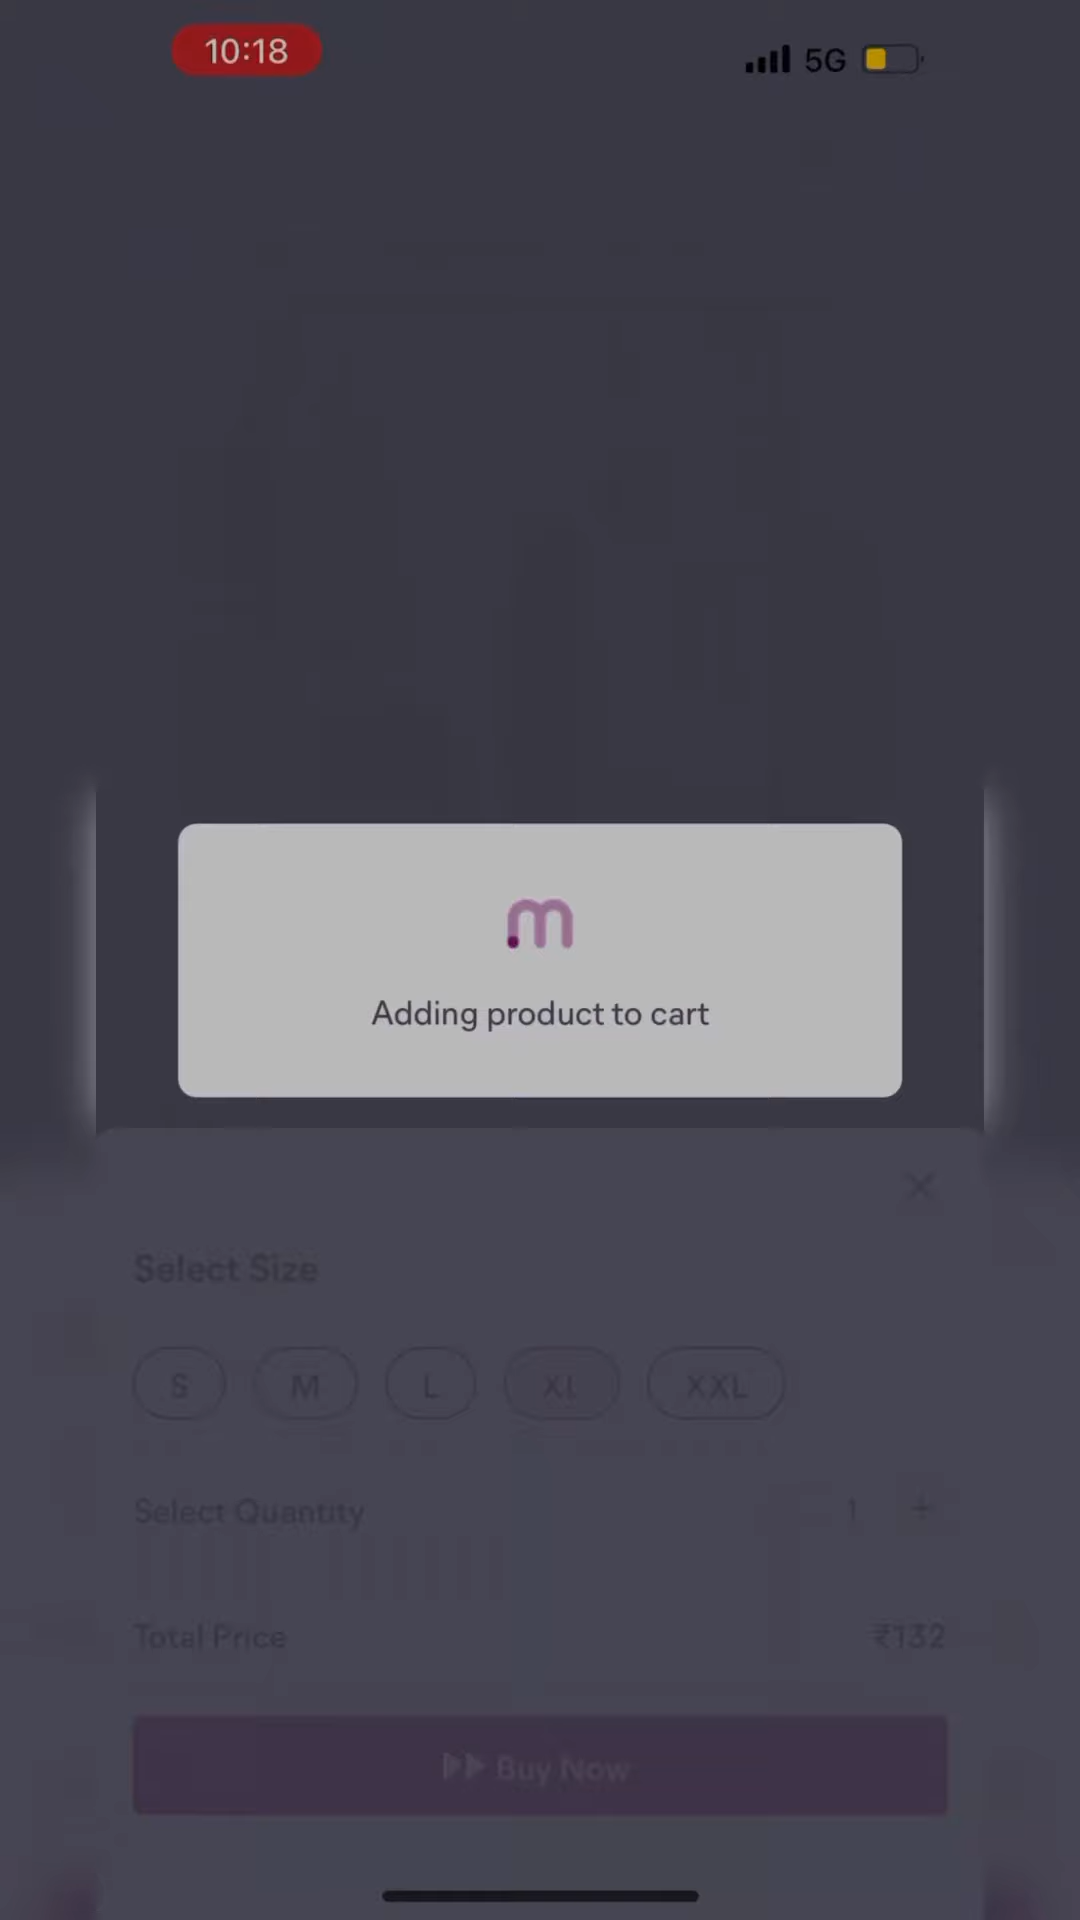 10:18 5G
m
Adding product to cart
Select Size
S M L XL XXL
Select Quantity 1 +
Total Price ₹132
Buy Now